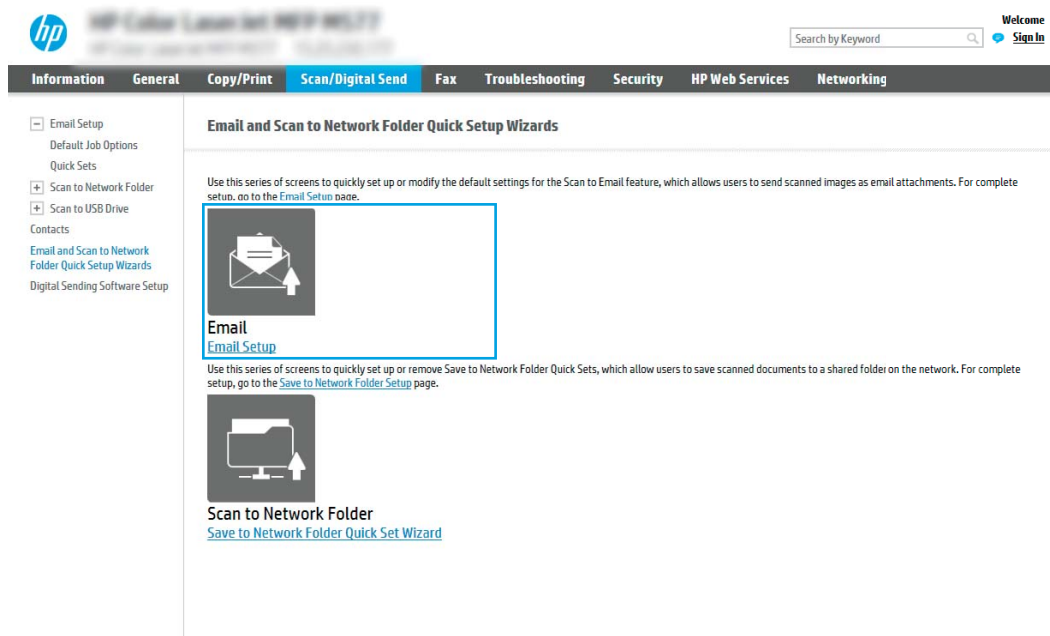 hp
Welcome
Search by Keyword
Sign In
Information General Copy/Print Scan/Digital Send Fax Troubleshooting Security HP Web Services Networking
Email Setup
Default Job Options
Quick Sets
Scan to Network Folder
Scan to USB Drive
Contacts
Email and Scan to Network
Folder Quick Setup Wizards
Digital Sending Software Setup
Email and Scan to Network Folder Quick Setup Wizards
Use this series of screens to quickly set up or modify the default settings for the Scan to Email feature, which allows users to send scanned images as email attachments. For complete
setup, go to the Email Setup page.
Email
Email Setup
Use this series of screens to quickly set up or remove Save to Network Folder Quick Sets, which allow users to save scanned documents to a shared folder on the network. For complete
setup, go to the Save to Network Folder Setup page.
Scan to Network Folder
Save to Network Folder Quick Set Wizard